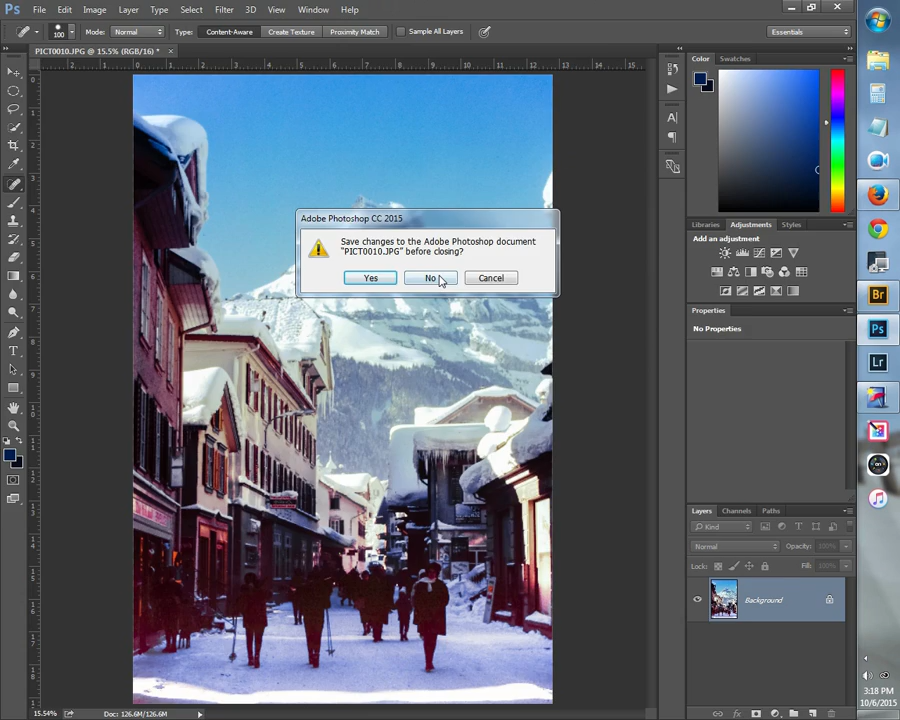 Ps File Edit Image Layer Type Select Filter 3D View Window Help
100 Mode: Normal Type: Content-Aware Create Texture Proximity Match Sample All Layers Essentials
PICT0010.JPG @ 15.5% (RGB/16) * ×
Color Swatches
Adobe Photoshop CC 2015
Save changes to the Adobe Photoshop document
"PICT0010.JPG" before closing?
Yes No Cancel
Libraries Adjustments Styles
Add an adjustment
Properties
No Properties
Br
Ps
Lr
Layers Channels Paths
Kind
Normal Opacity: 100%
Lock: Fill: 100%
Background
15.54% Doc: 126.6M/126.6M
3:18 PM
10/6/2015